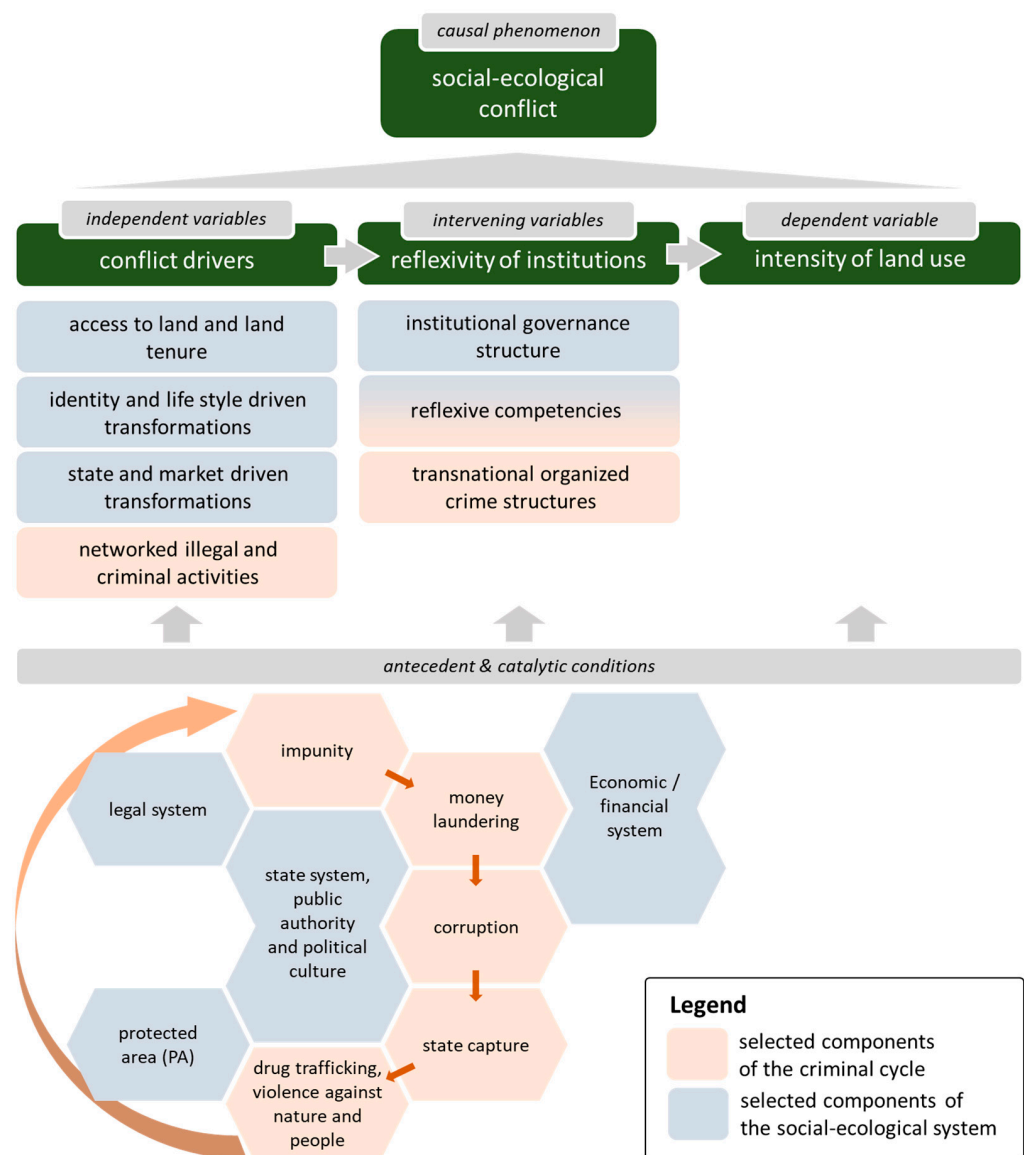 causal phenomenon
social-ecological
conflict
independent variables
conflict drivers
intervening variables
reflexivity of institutions
dependent variable
intensity of land use
access to land and land
tenure
identity and life style driven
transformations
state and market driven
transformations
networked illegal and
criminal activities
institutional governance
structure
reflexive competencies
transnational organized
crime structures
antecedent & catalytic conditions
impunity
legal system
money
laundering
Economic /
financial
system
state system,
public
authority
and political
culture
corruption
protected
area (PA)
state capture
drug trafficking,
violence against
nature and
people
Legend
selected components
of the criminal cycle
selected components of
the social-ecological system